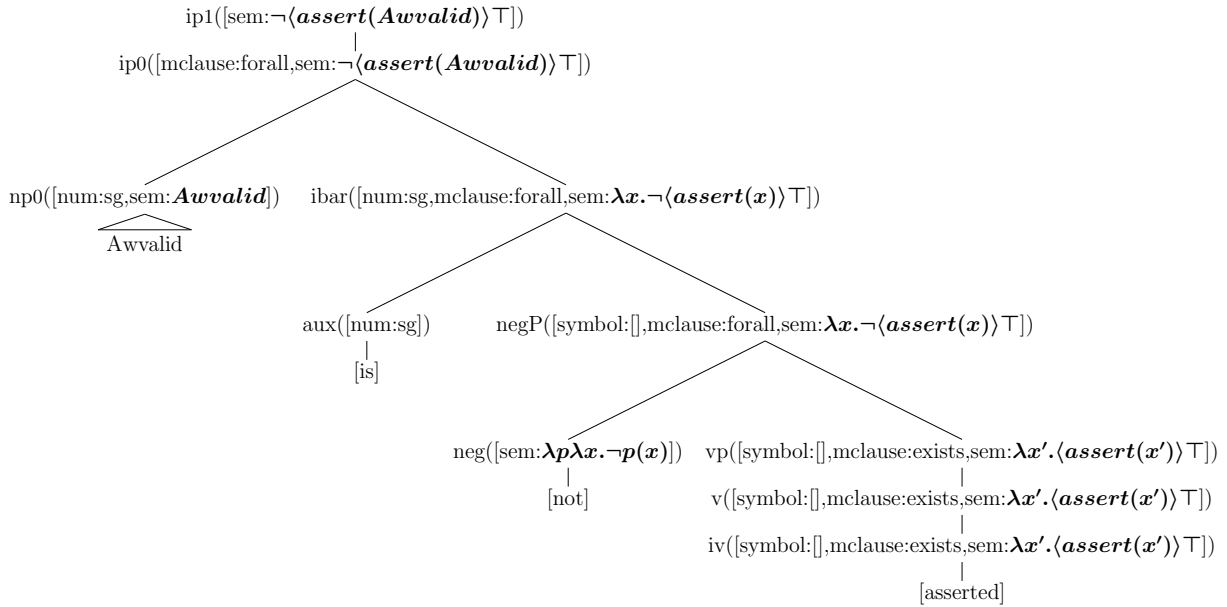 ip1([sem:¬⟨assert(Awvalid)⟩⊤])
ip0([mclause:forall,sem:¬⟨assert(Awvalid)⟩⊤])
np0([num:sg,sem:Awvalid]) ibar([num:sg,mclause:forall,sem:λx.¬⟨assert(x)⟩⊤])
Awvalid
aux([num:sg]) negP([symbol:[],mclause:forall,sem:λx.¬⟨assert(x)⟩⊤])
[is]
neg([sem:λpλx.¬p(x)]) vp([symbol:[],mclause:exists,sem:λx′.⟨assert(x′)⟩⊤])
[not] v([symbol:[],mclause:exists,sem:λx′.⟨assert(x′)⟩⊤])
iv([symbol:[],mclause:exists,sem:λx′.⟨assert(x′)⟩⊤])
[asserted]